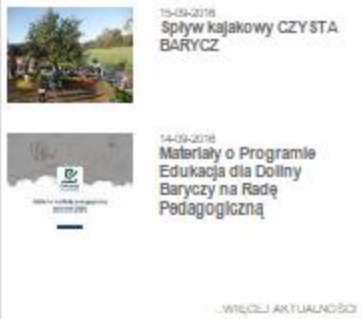 15-09-2016
Spływ kajakowy CZYSTA
BARYCZ
14-09-2016
Materiały o Programie
Edukacja dla Doliny
Baryczy na Radę
Pedagogiczną
...WIĘCEJ AKTUALNOŚCI